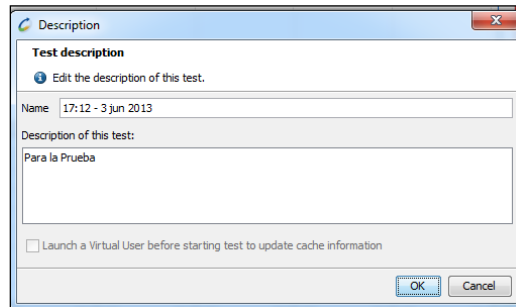 Description
Test description
Edit the description of this test.
Name 17:12 - 3 jun 2013
Description of this test:
Para la Prueba
Launch a Virtual User before starting test to update cache information
OK Cancel